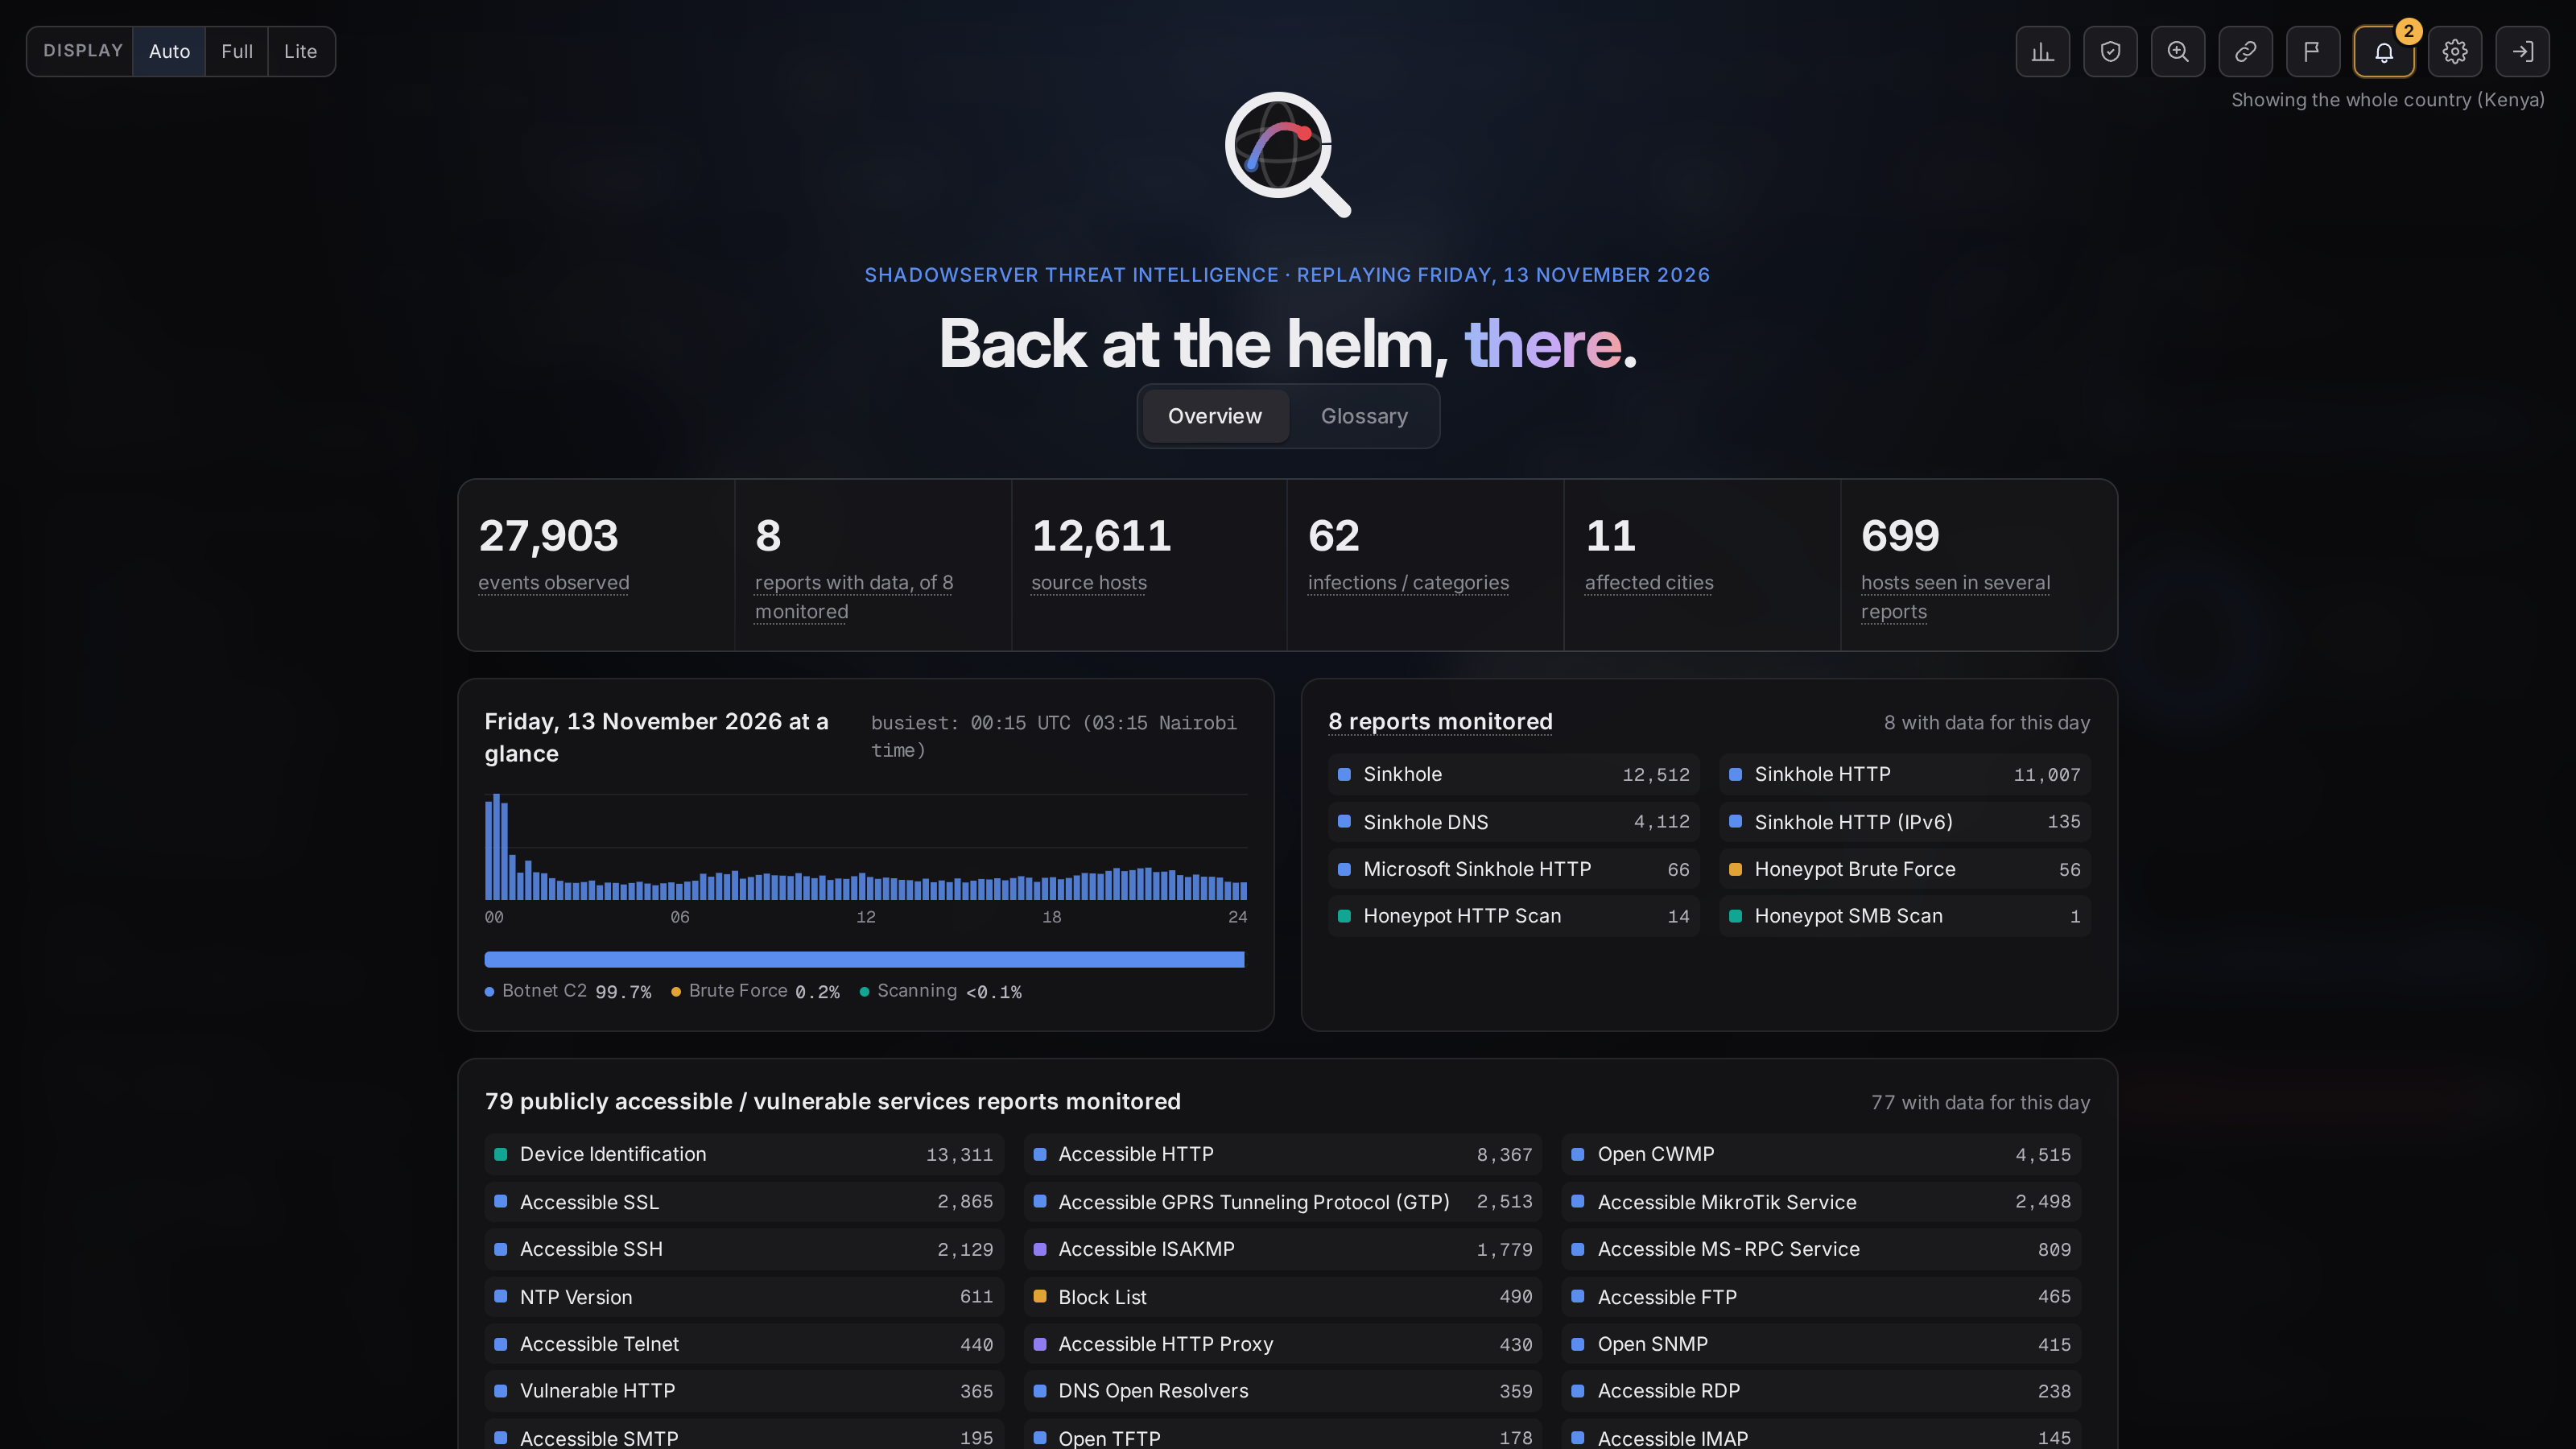 DISPLAY Auto Full Lite
2
Showing the whole country (Kenya)
SHADOWSERVER THREAT INTELLIGENCE · REPLAYING FRIDAY, 13 NOVEMBER 2026
Back at the helm, there.
Overview Glossary
27,903
events observed
8
reports with data, of 8
monitored
12,611
source hosts
62
infections / categories
11
affected cities
699
hosts seen in several
reports
Friday, 13 November 2026 at a
glance
busiest: 00:15 UTC (03:15 Nairobi
time)
00 06 12 18 24
Botnet C2 99.7% Brute Force 0.2% Scanning <0.1%
8 reports monitored
8 with data for this day
Sinkhole 12,512
Sinkhole HTTP 11,007
Sinkhole DNS 4,112
Sinkhole HTTP (IPv6) 135
Microsoft Sinkhole HTTP 66
Honeypot Brute Force 56
Honeypot HTTP Scan 14
Honeypot SMB Scan 1
79 publicly accessible / vulnerable services reports monitored
77 with data for this day
Device Identification 13,311
Accessible HTTP 8,367
Open CWMP 4,515
Accessible SSL 2,865
Accessible GPRS Tunneling Protocol (GTP) 2,513
Accessible MikroTik Service 2,498
Accessible SSH 2,129
Accessible ISAKMP 1,779
Accessible MS-RPC Service 809
NTP Version 611
Block List 490
Accessible FTP 465
Accessible Telnet 440
Accessible HTTP Proxy 430
Open SNMP 415
Vulnerable HTTP 365
DNS Open Resolvers 359
Accessible RDP 238
Accessible SMTP 195
Open TFTP 178
Accessible IMAP 145